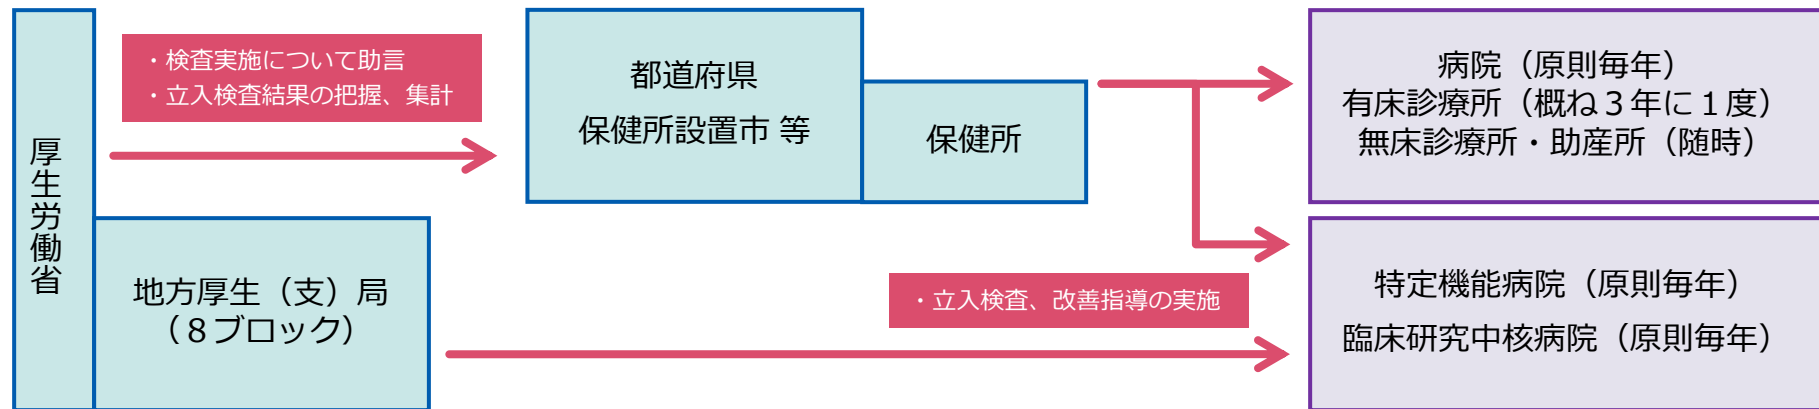 厚生労働省
・検査実施について助言
・立入検査結果の把握、集計
地方厚生（支）局
（８ブロック）
都道府県
保健所設置市 等
保健所
・立入検査、改善指導の実施
病院（原則毎年）
有床診療所（概ね３年に１度）
無床診療所・助産所（随時）
特定機能病院（原則毎年）
臨床研究中核病院（原則毎年）